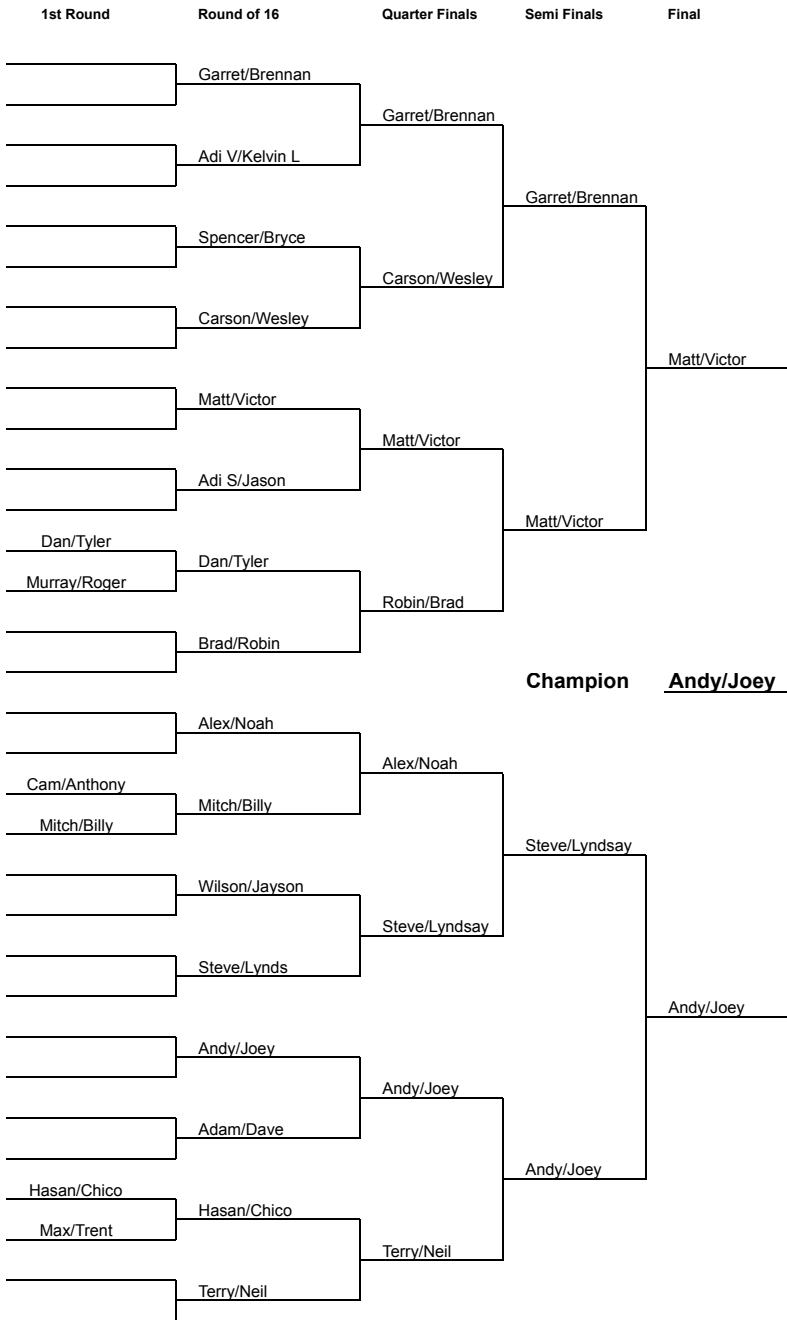 1st Round Round of 16 Quarter Finals Semi Finals Final
Garret/Brennan
Garret/Brennan
Adi V/Kelvin L
Garret/Brennan
Spencer/Bryce
Carson/Wesley
Carson/Wesley
Matt/Victor
Matt/Victor
Matt/Victor
Adi S/Jason
Matt/Victor
Dan/Tyler
Dan/Tyler
Murray/Roger
Robin/Brad
Brad/Robin
Champion Andy/Joey
Alex/Noah
Alex/Noah
Cam/Anthony
Mitch/Billy
Mitch/Billy
Steve/Lyndsay
Wilson/Jayson
Steve/Lyndsay
Steve/Lynds
Andy/Joey
Andy/Joey
Andy/Joey
Adam/Dave
Andy/Joey
Hasan/Chico
Hasan/Chico
Max/Trent
Terry/Neil
Terry/Neil